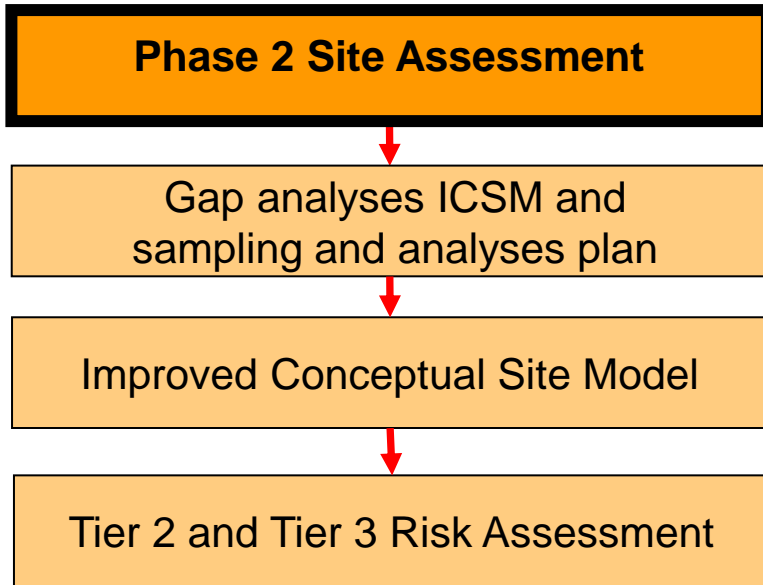 Phase 2 Site Assessment
Gap analyses ICSM and
sampling and analyses plan
Improved Conceptual Site Model
Tier 2 and Tier 3 Risk Assessment